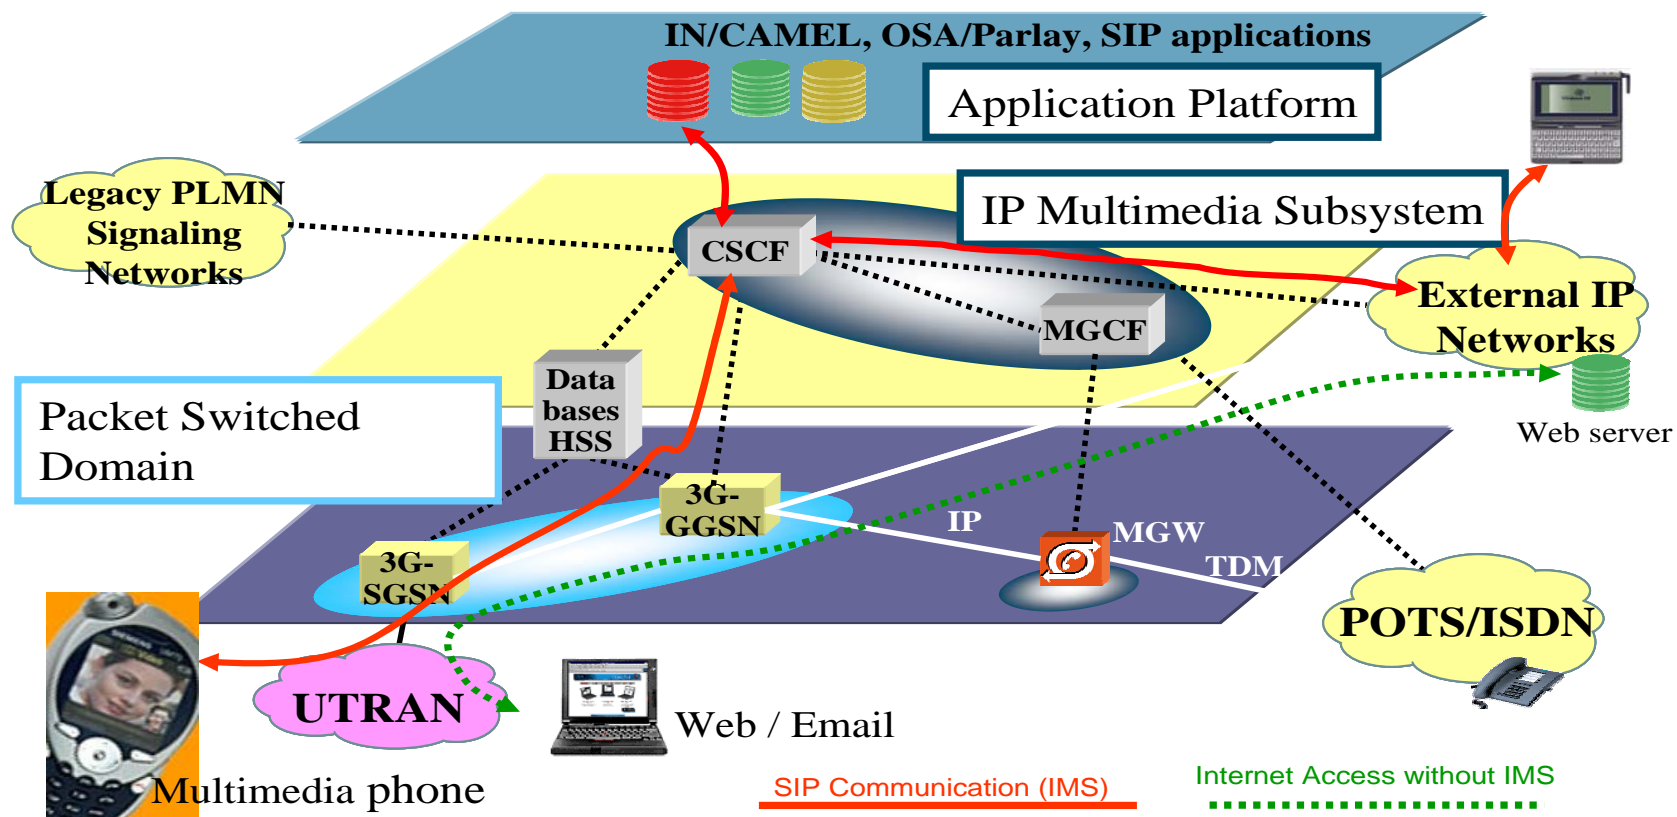 IN/CAMEL, OSA/Parlay, SIP applications
Application Platform
Legacy PLMN
Signaling
Networks
IP Multimedia Subsystem
CSCF
External IP
Networks
MGCF
Data
bases
HSS
Packet Switched
Domain
Web server
3G-
GGSN
IP
MGW
TDM
3G-
SGSN
POTS/ISDN
UTRAN
Web / Email
Multimedia phone
SIP Communication (IMS)
Internet Access without IMS